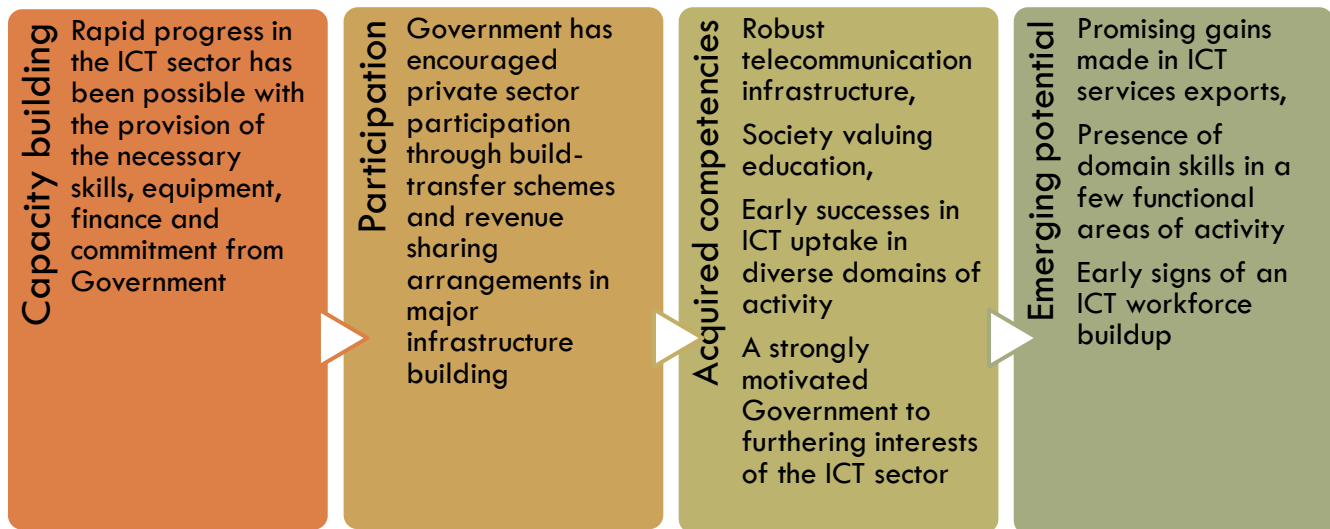 Capacity building
Rapid progress in
the ICT sector has
been possible with
the provision of
the necessary
skills, equipment,
finance and
commitment from
Government
Participation
Government has
encouraged
private sector
participation
through build-
transfer schemes
and revenue
sharing
arrangements in
major
infrastructure
building
Acquired competencies
Robust
telecommunication
infrastructure,
Society valuing
education,
Early successes in
ICT uptake in
diverse domains of
activity
A strongly
motivated
Government to
furthering interests
of the ICT sector
Emerging potential
Promising gains
made in ICT
services exports,
Presence of
domain skills in a
few functional
areas of activity
Early signs of an
ICT workforce
buildup